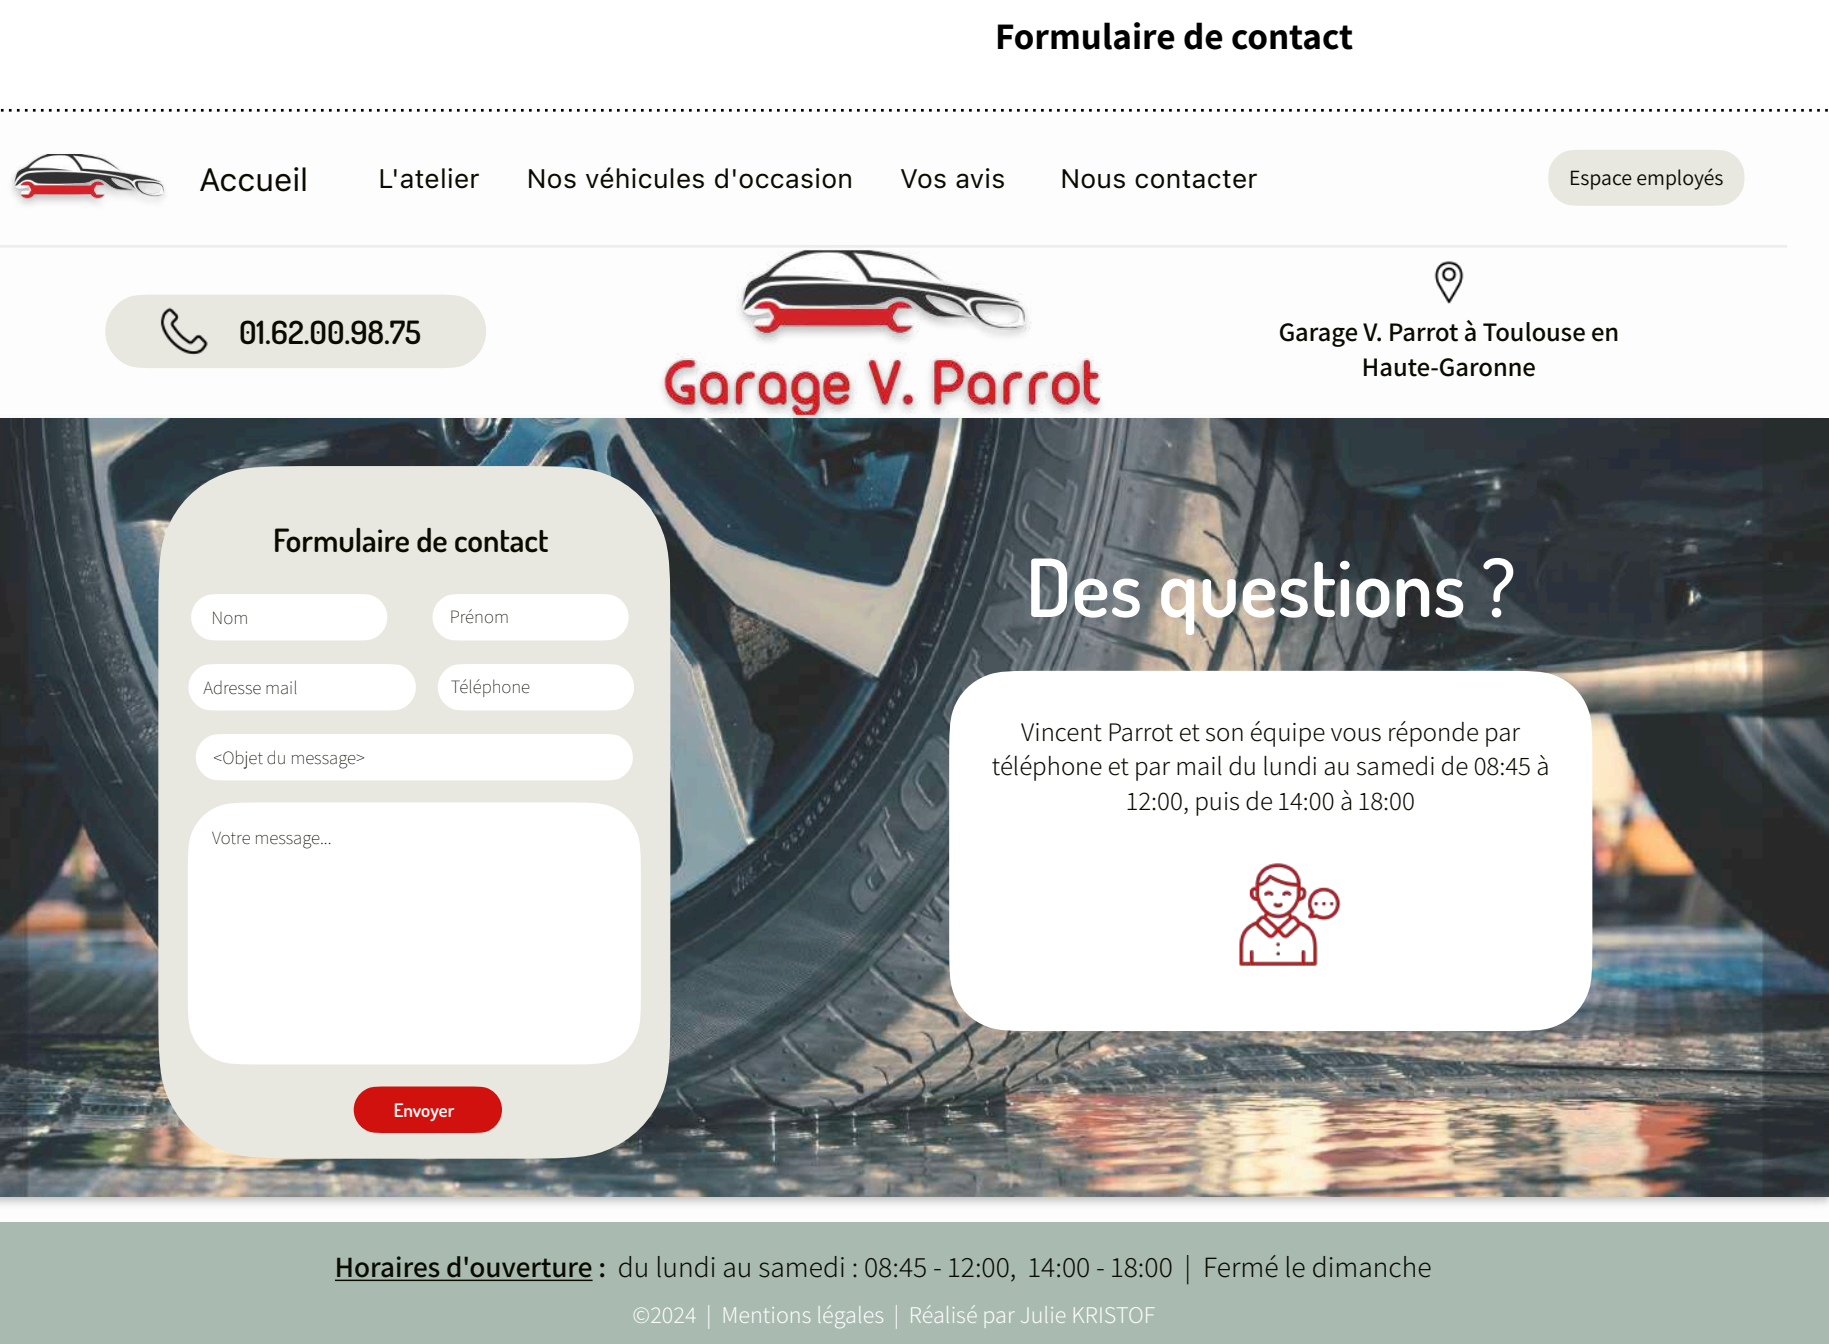 Formulaire de contact
Accueil L'atelier Nos véhicules d'occasion Vos avis Nous contacter Espace employés
01.62.00.98.75
Garage V. Parrot
Garage V. Parrot à Toulouse en
Haute-Garonne
Formulaire de contact
Nom Prénom
Adresse mail Téléphone
<Objet du message>
Votre message...
Envoyer
Des questions ?
Vincent Parrot et son équipe vous réponde par
téléphone et par mail du lundi au samedi de 08:45 à
12:00, puis de 14:00 à 18:00
Horaires d'ouverture : du lundi au samedi : 08:45 - 12:00, 14:00 - 18:00 | Fermé le dimanche
©2024 | Mentions légales | Réalisé par Julie KRISTOF